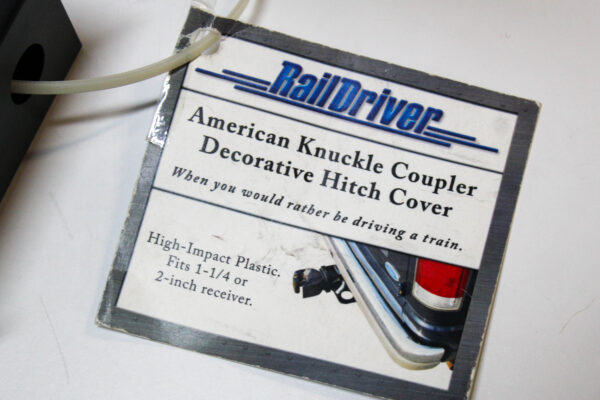 RailDriver
American Knuckle Coupler
Decorative Hitch Cover
When you would rather be driving a train.
High-Impact Plastic.
Fits 1-1/4 or
2-inch receiver.